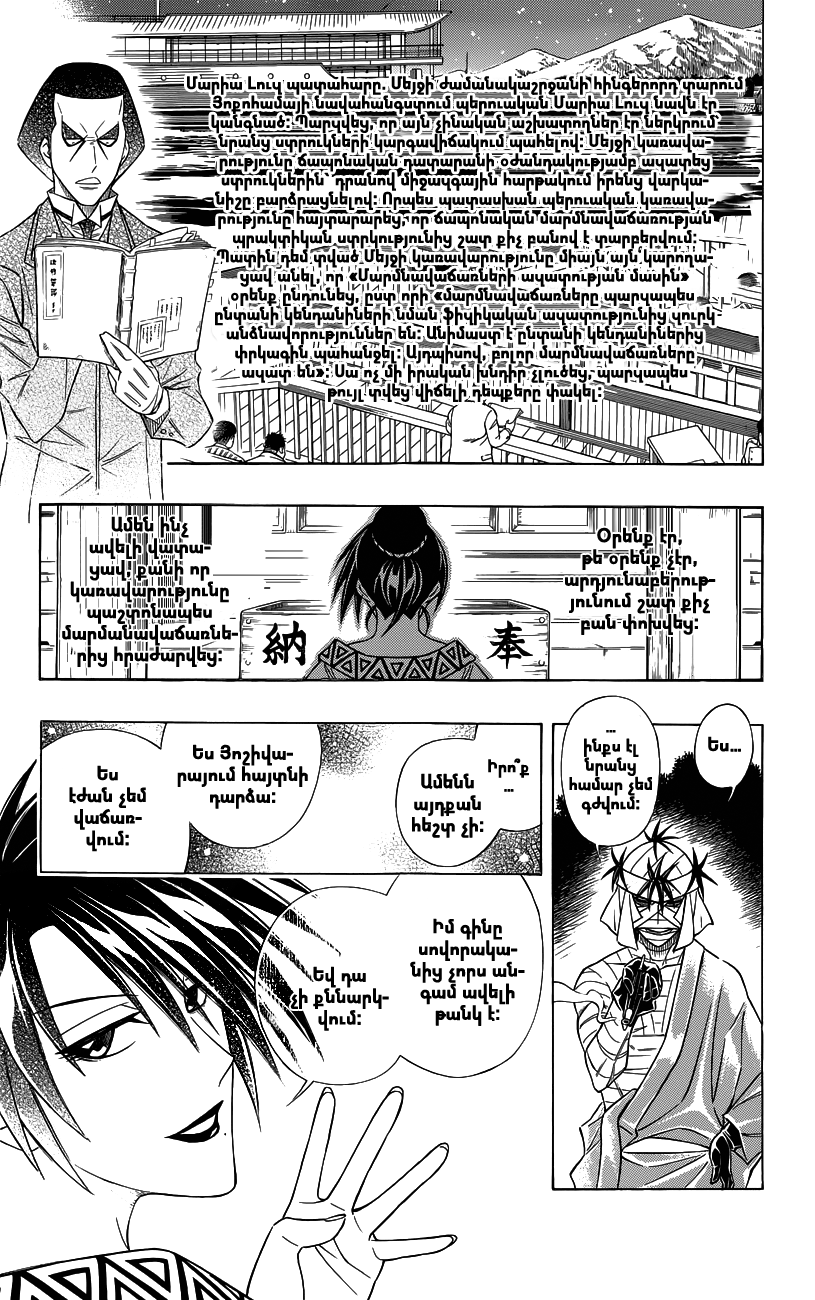 Մարիա Լուզ պատահարը. Մեյջի ժամանակաշրջանի հինգերորդ տարում
Յոքոհամայի նավահանգստում պերուական Մարիա Լուզ նավն էր
կանգնած: Պարզվեց, որ այն չինական աշխատողներ էր ներկրում՝
նրանց ստրուկների կարգավիճակում պահելով: Մեյջի կառավա-
րությունը ճապոնական դատարանի օժանդակությամբ ազատեց
ստրուկներին՝ դրանով միջազգային հարթակում իրենց վարկա-
նիշը բարձրացնելով: Որպես պատասխան պերուական կառավա-
րությունը հայտարարեց, որ ճապոնական մարմնավաճառության
պրակտիկան ստրկությունից շատ քիչ բանով է տարբերվում:
Պատին դեմ տված Մեյջի կառավարությունը միայն այն կարողա-
ցավ անել, որ «Մարմնավաճառների ազատության մասին»
օրենք ընդունեց, ըստ որի «մարմնավաճառները պարզապես
ընտանի կենդանիների նման ֆիզիկական ազատությունից զուրկ
անձնավորություններ են: Անիմաստ է ընտանի կենդանիներից
փրկագին պահանջել: Այդպիսով, բոլոր մարմնավաճառները
ազատ են»: Սա ոչ մի իրական խնդիր չլուծեց, պարզապես
թույլ տվեց վիճելի դեպքերը փակել:
Օրենք էր,
թե օրենք չէր,
արդյունաբերութ-
յունում շատ քիչ
բան փոխվեց:
奉
納
Ամեն ինչ
ավելի վատա-
ցավ, քանի որ
կառավարությունը
պաշտոնապես
մարմանավաճառնե-
րից հրաժարվեց:
Ես...
...
ինքս էլ
նրանց
համար չեմ
գժվում:
Իրո՞ք
...
Ամենն
այդքան
հեշտ չի:
Ես Յոշիվա-
րայում հայտնի
դարձա:
Ես
էժան չեմ
վաճառ-
վում:
Իմ գինը
սովորակա-
նից չորս ան-
գամ ավելի
թանկ է:
Եվ դա
չի քննարկ-
վում: